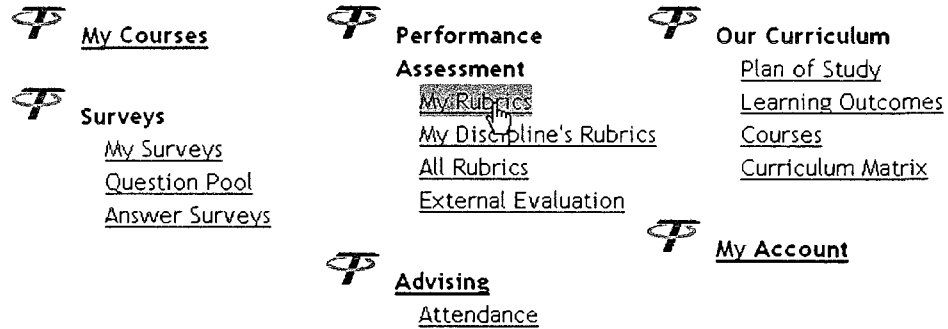 My Courses
Surveys
My Surveys
Question Pool
Answer Surveys
Performance
Assessment
My Rubrics
My Discipline's Rubrics
All Rubrics
External Evaluation
Advising
Attendance
Our Curriculum
Plan of Study
Learning Outcomes
Courses
Curriculum Matrix
My Account